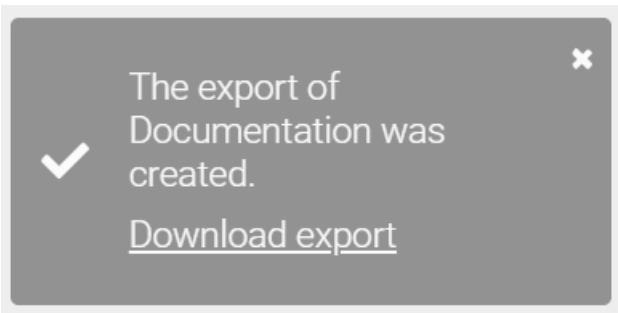 The export of
Documentation was
created.
Download export